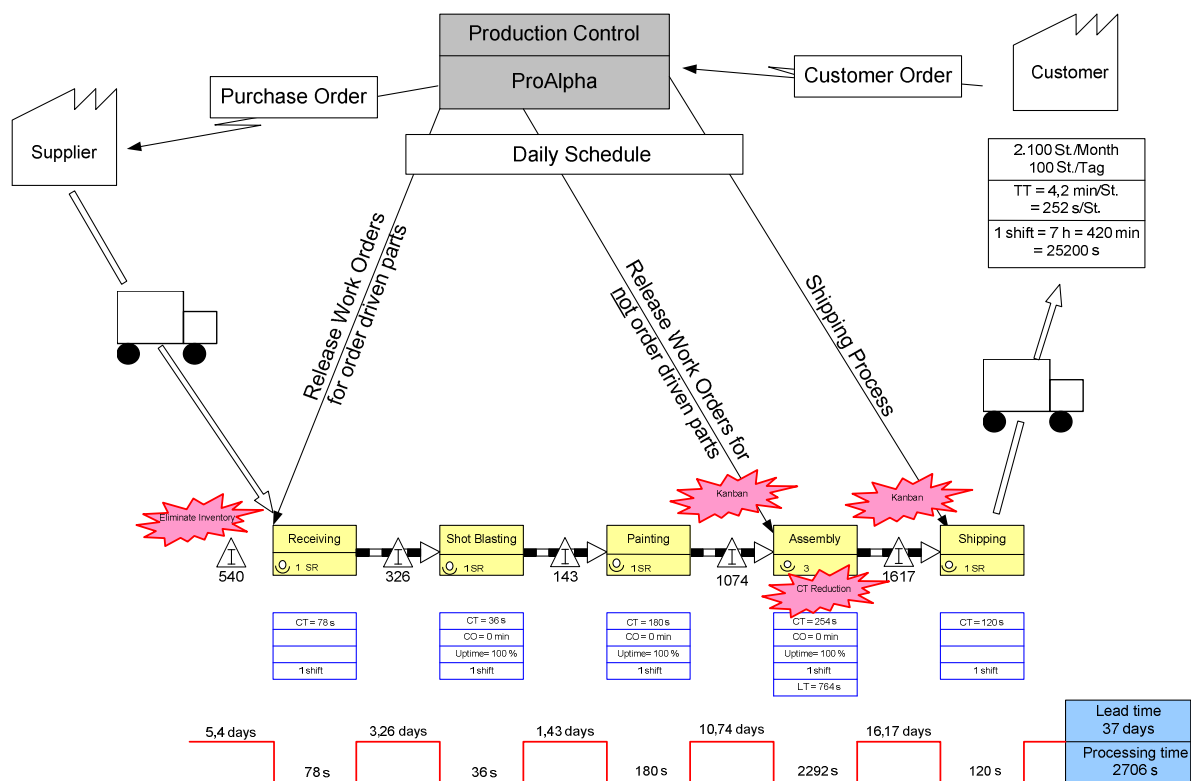 Production Control
ProAlpha
Customer Order
Customer
Purchase Order
Supplier
Daily Schedule
2.100 St./Month
100 St./Tag
TT = 4,2 min/St.
= 252 s/St.
1 shift = 7 h = 420 min
= 25200 s
Release Work Orders
for order driven parts
Release Work Orders for
not order driven parts
Shipping Process
Eliminate Inventory
Kanban
Kanban
Receiving
1 SR
Shot Blasting
1SR
Painting
1SR
Assembly
3
Shipping
1SR
I
540
I
326
I
143
I
1074
I
1617
CT Reduction
CT = 78 s
1 shift
CT = 36 s
CO = 0 min
Uptime= 100 %
1 shift
CT = 180 s
CO = 0 min
Uptime= 100 %
1 shift
CT = 254 s
CO = 0 min
Uptime= 100 %
1 shift
LT = 764 s
CT = 120 s
1 shift
5,4 days
3,26 days
1,43 days
10,74 days
16,17 days
78 s
36 s
180 s
2292 s
120 s
Lead time
37 days
Processing time
2706 s